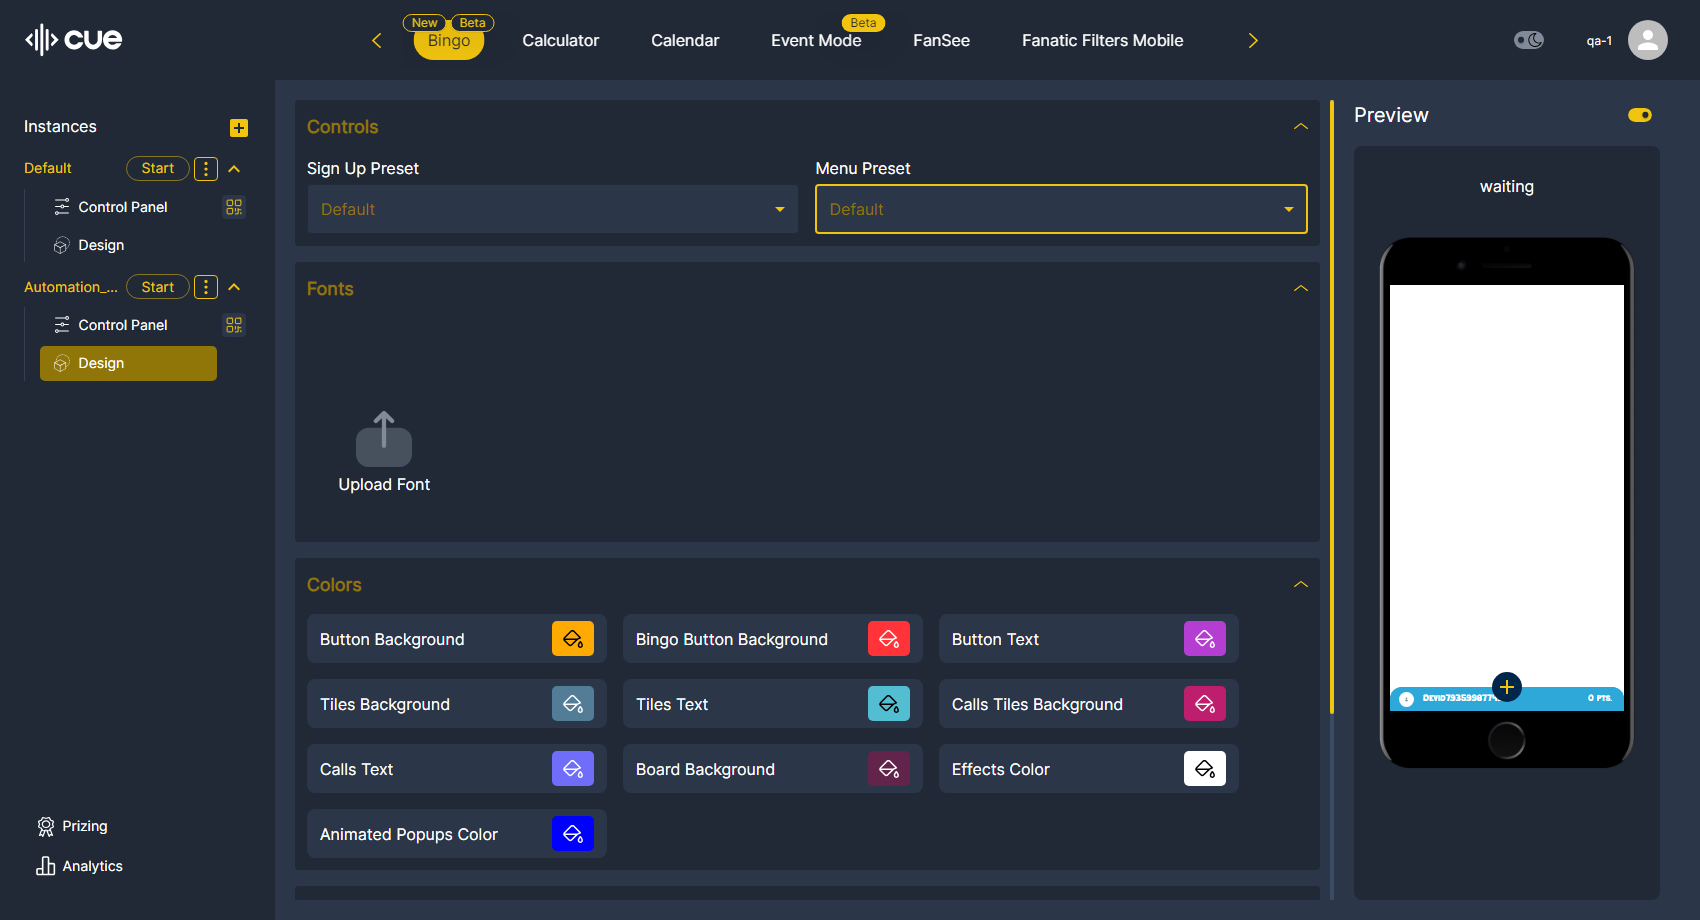 cue
New
Beta
Bingo
Calculator
Calendar
Event Mode
Beta
FanSee
Fanatic Filters Mobile
qa-1
Instances
Default
Start
Control Panel
Design
Automation_...
Start
Control Panel
Design
Prizing
Analytics
Controls
Sign Up Preset
Default
Menu Preset
Default
Fonts
Upload Font
Colors
Button Background
Bingo Button Background
Button Text
Tiles Background
Tiles Text
Calls Tiles Background
Calls Text
Board Background
Effects Color
Animated Popups Color
Preview
waiting
0 PTS.